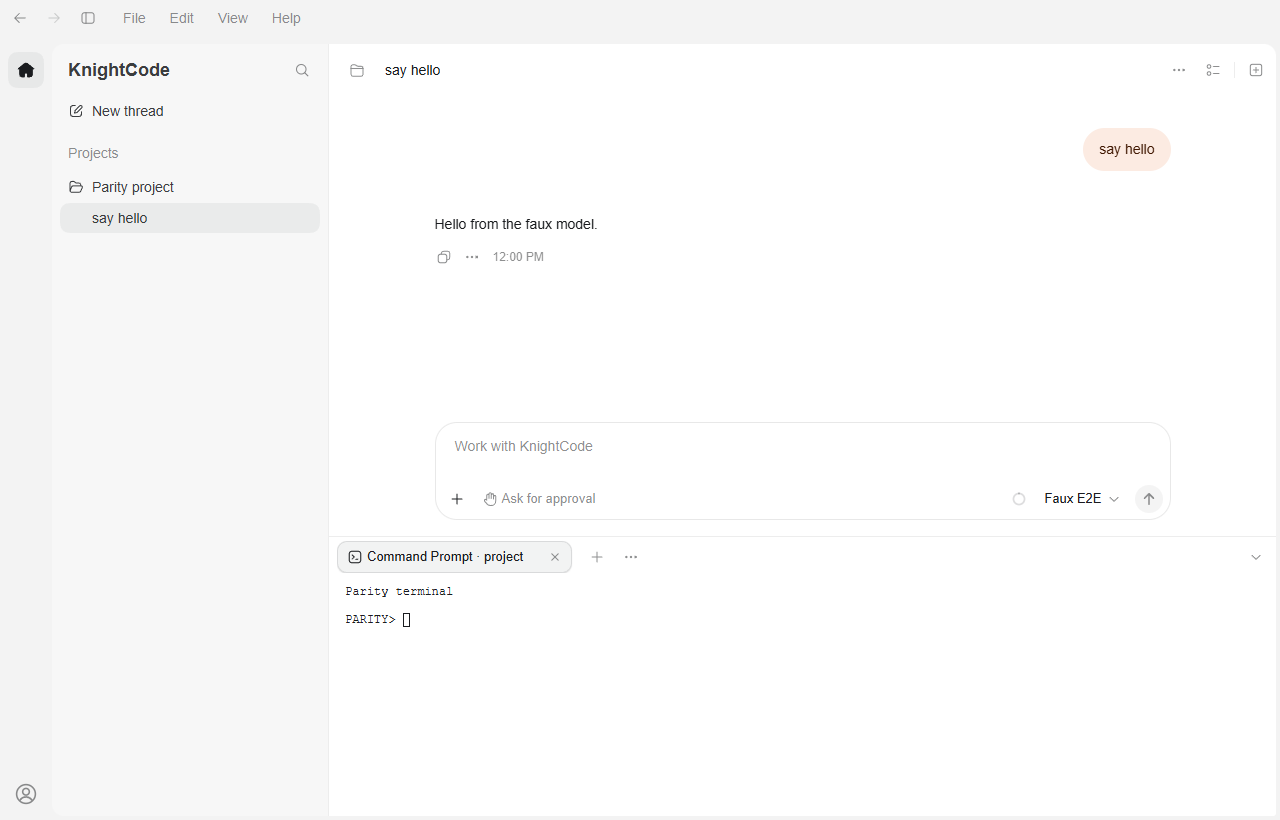 File Edit View Help
KnightCode
New thread
Projects
Parity project
say hello
say hello
say hello
Hello from the faux model.
12:00 PM
Work with KnightCode
Ask for approval
Faux E2E
Command Prompt · project
Parity terminal
PARITY>